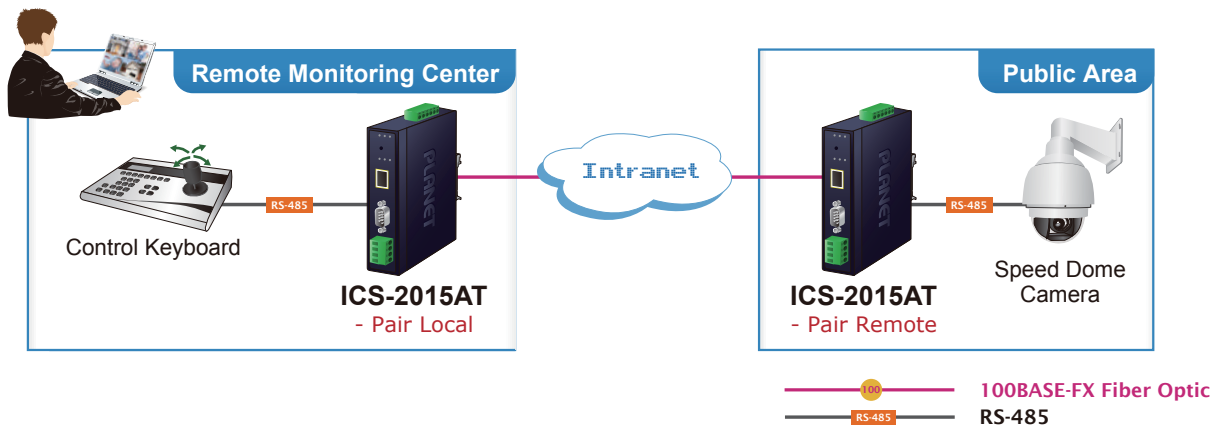 Remote Monitoring Center
Public Area
PLANET
PLANET
Intranet
RS-485
RS-485
Control Keyboard
ICS-2015AT
- Pair Local
ICS-2015AT
- Pair Remote
Speed Dome
Camera
100
100BASE-FX Fiber Optic
RS-485
RS-485